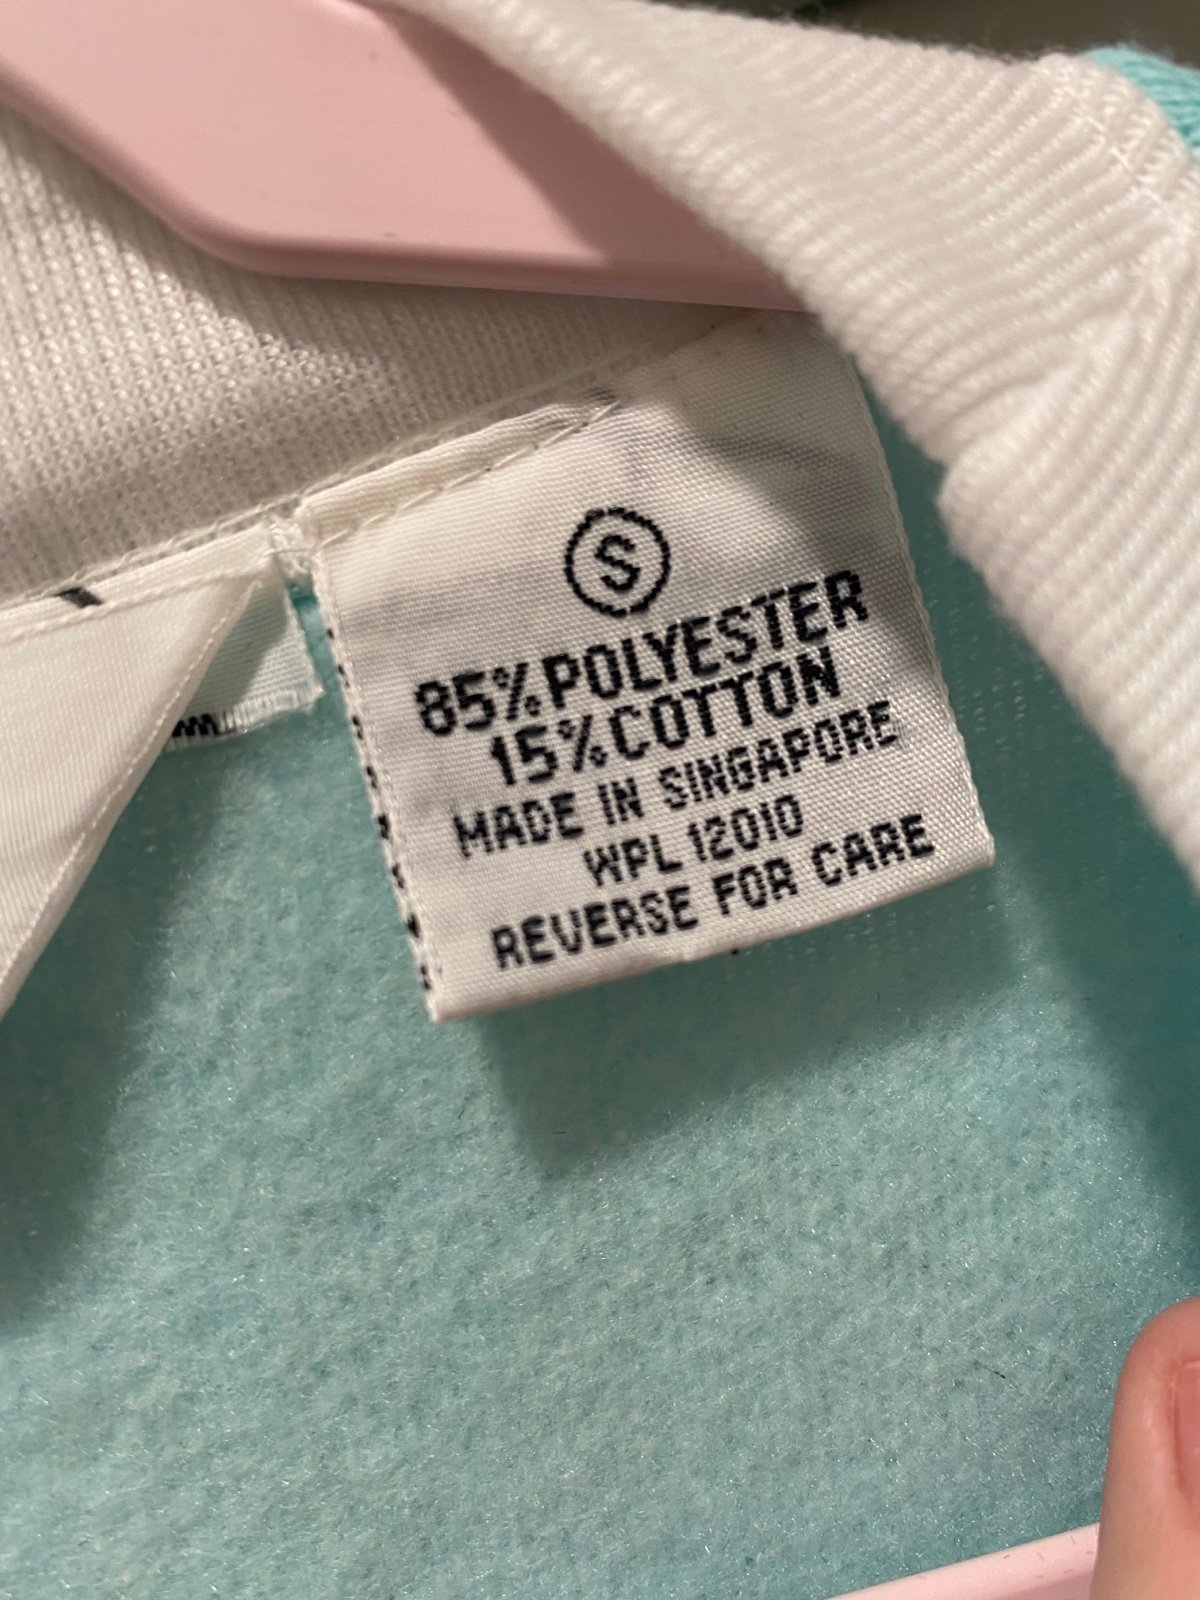 S
85% POLYESTER
15% COTTON
MADE IN SINGAPORE
WPL 12010
REVERSE FOR CARE